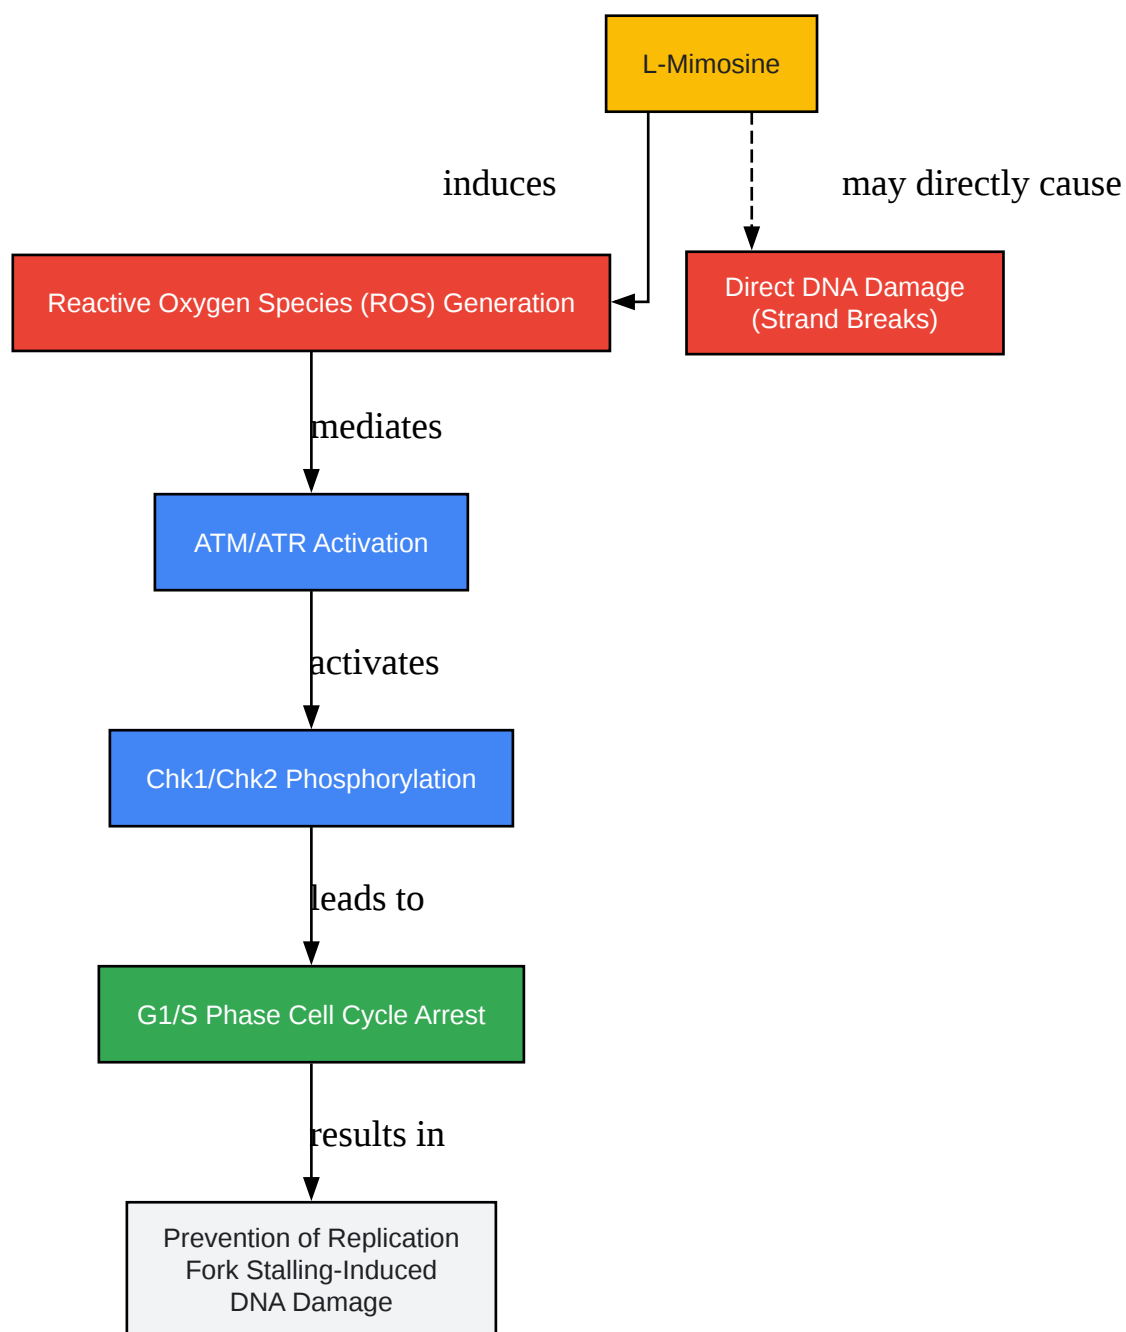 L-Mimosine
induces
may directly cause
Reactive Oxygen Species (ROS) Generation
Direct DNA Damage
(Strand Breaks)
mediates
ATM/ATR Activation
activates
Chk1/Chk2 Phosphorylation
leads to
G1/S Phase Cell Cycle Arrest
results in
Prevention of Replication
Fork Stalling-Induced
DNA Damage